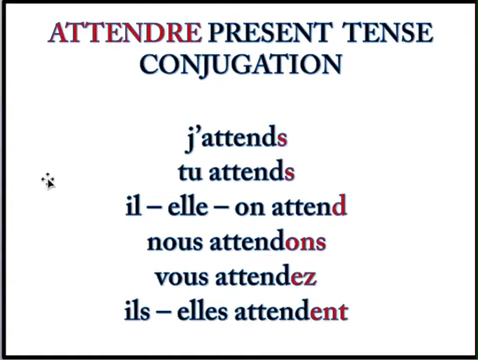 ATTENDRE PRESENT TENSE
CONJUGATION
j’attends
tu attends
il – elle – on attend
nous attendons
vous attendez
ils – elles attendent